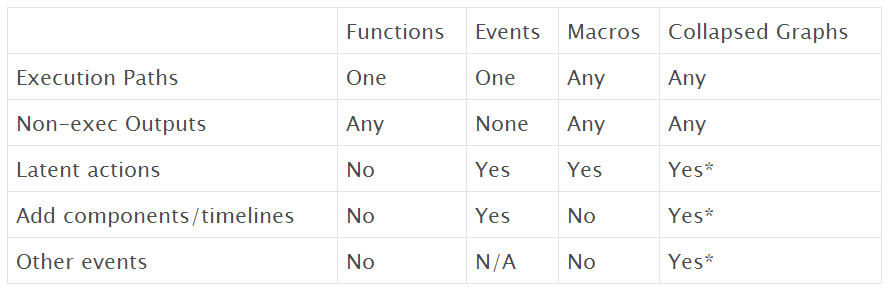 Functions Events Macros Collapsed Graphs
Execution Paths One One Any Any
Non-exec Outputs Any None Any Any
Latent actions No Yes Yes Yes*
Add components/timelines No Yes No Yes*
Other events No N/A No Yes*